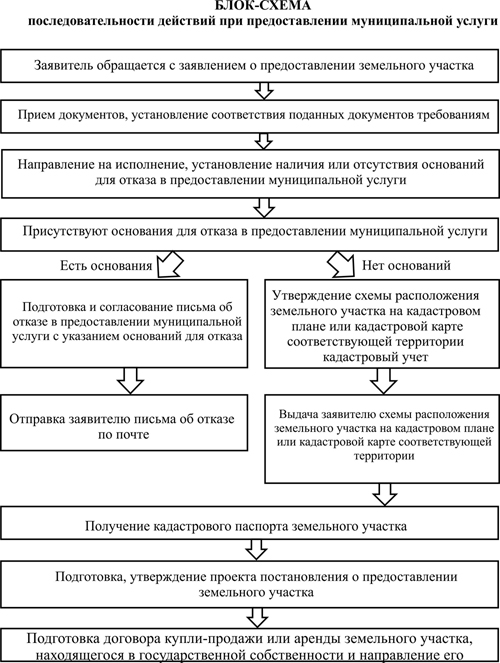 БЛОК-СХЕМА
последовательности действий при предоставлении муниципальной услуги
Заявитель обращается с заявлением о предоставлении земельного участка
Прием документов, установление соответствия поданных документов требованиям
Направление на исполнение, установление наличия или отсутствия оснований
для отказа в предоставлении муниципальной услуги
Присутствуют основания для отказа в предоставлении муниципальной услуги
Есть основания
Нет оснований
Подготовка и согласование письма об
отказе в предоставлении муниципальной
услуги с указанием оснований для отказа
Утверждение схемы расположения
земельного участка на кадастровом
плане или кадастровой карте
соответствующей территории
кадастровый учет
Отправка заявителю письма об отказе
по почте
Выдача заявителю схемы расположения
земельного участка на кадастровом плане
или кадастровой карте соответствующей
территории
Получение кадастрового паспорта земельного участка
Подготовка, утверждение проекта постановления о предоставлении
земельного участка
Подготовка договора купли-продажи или аренды земельного участка,
находящегося в государственной собственности и направление его